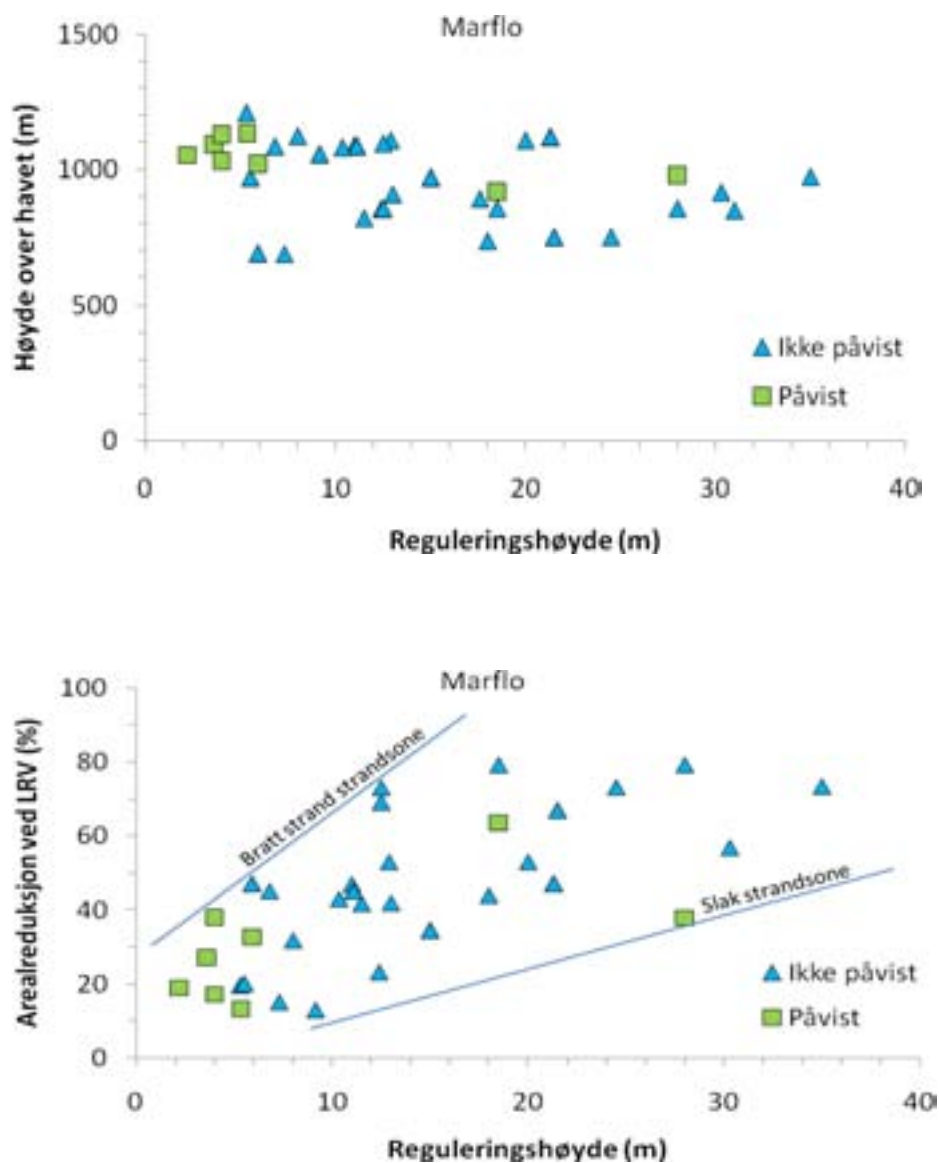 Marflo
1500
1000
500
0
Høyde over havet (m)
Ikke påvist
Påvist
0 10 20 30 40
Reguleringshøyde (m)
Marflo
100
80
60
40
20
0
Arealreduksjon ved LRV (%)
Bratt strand strandsone
Slak strandsone
Ikke påvist
Påvist
0 10 20 30 40
Reguleringshøyde (m)